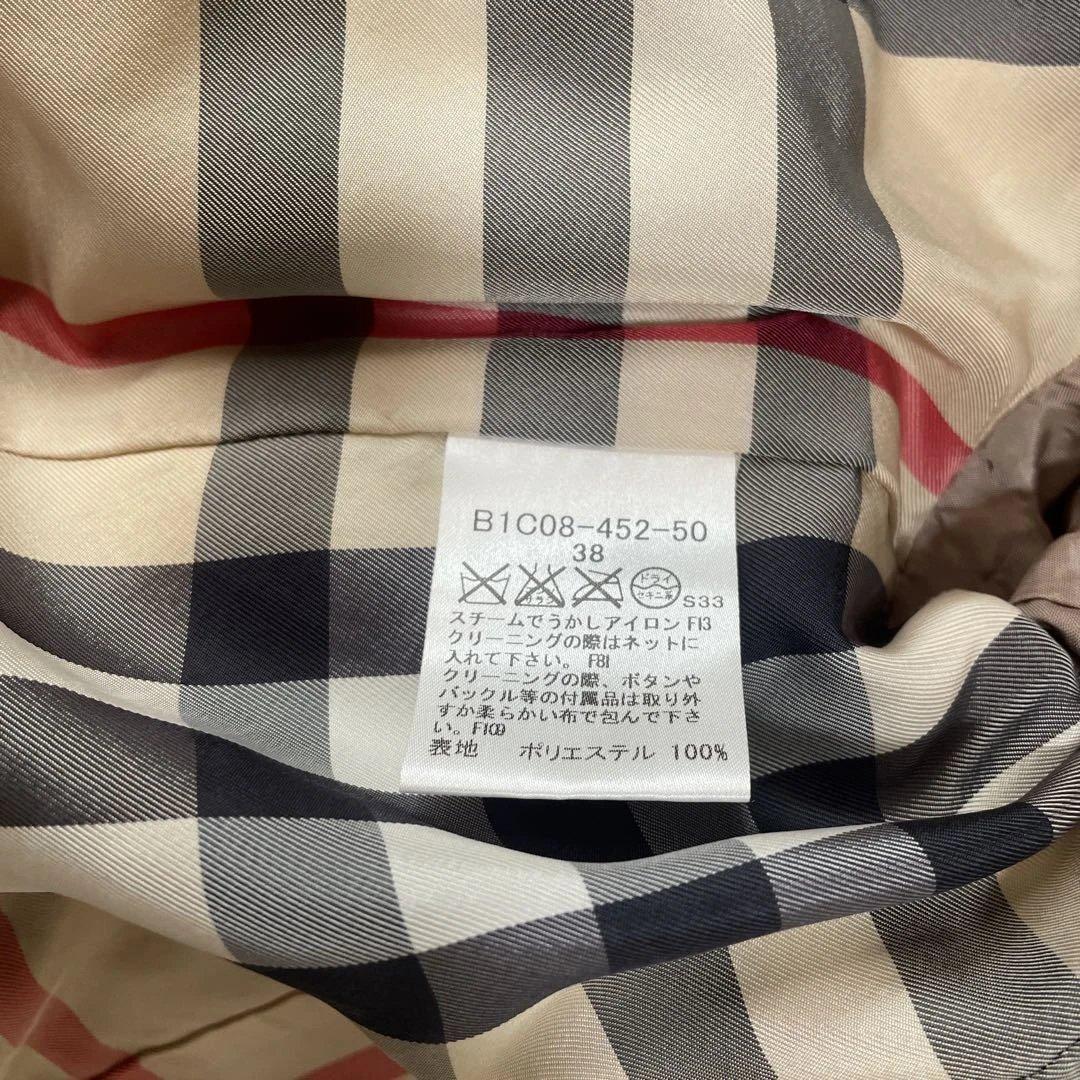 B1C08-452-50
38
ドライ
セキユ系
S33
スチームでうかしアイロン F13
クリーニングの際はネットに
入れて下さい。 F81
クリーニングの際、ボタンや
バックル等の付属品は取り外
すか柔らかい布で包んで下さ
い。F109
表地 ポリエステル 100%